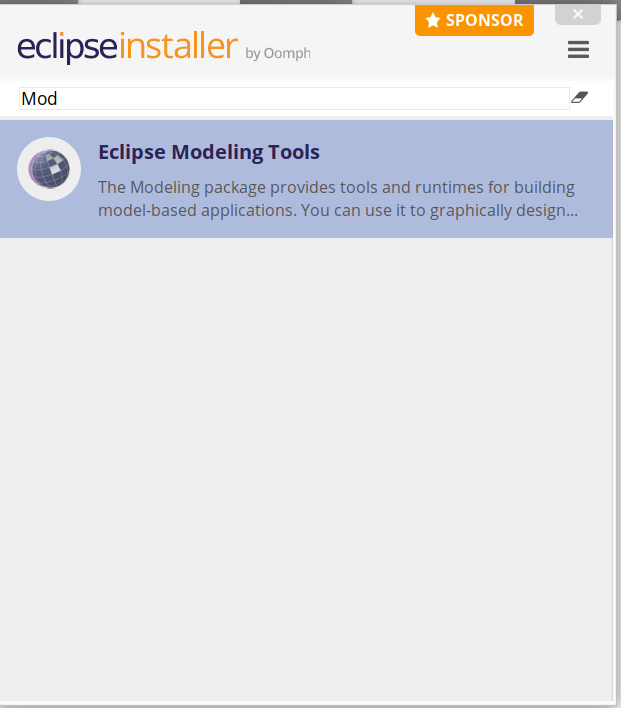 SPONSOR
eclipseinstaller by Oomph
Mod
Eclipse Modeling Tools
The Modeling package provides tools and runtimes for building
model-based applications. You can use it to graphically design...